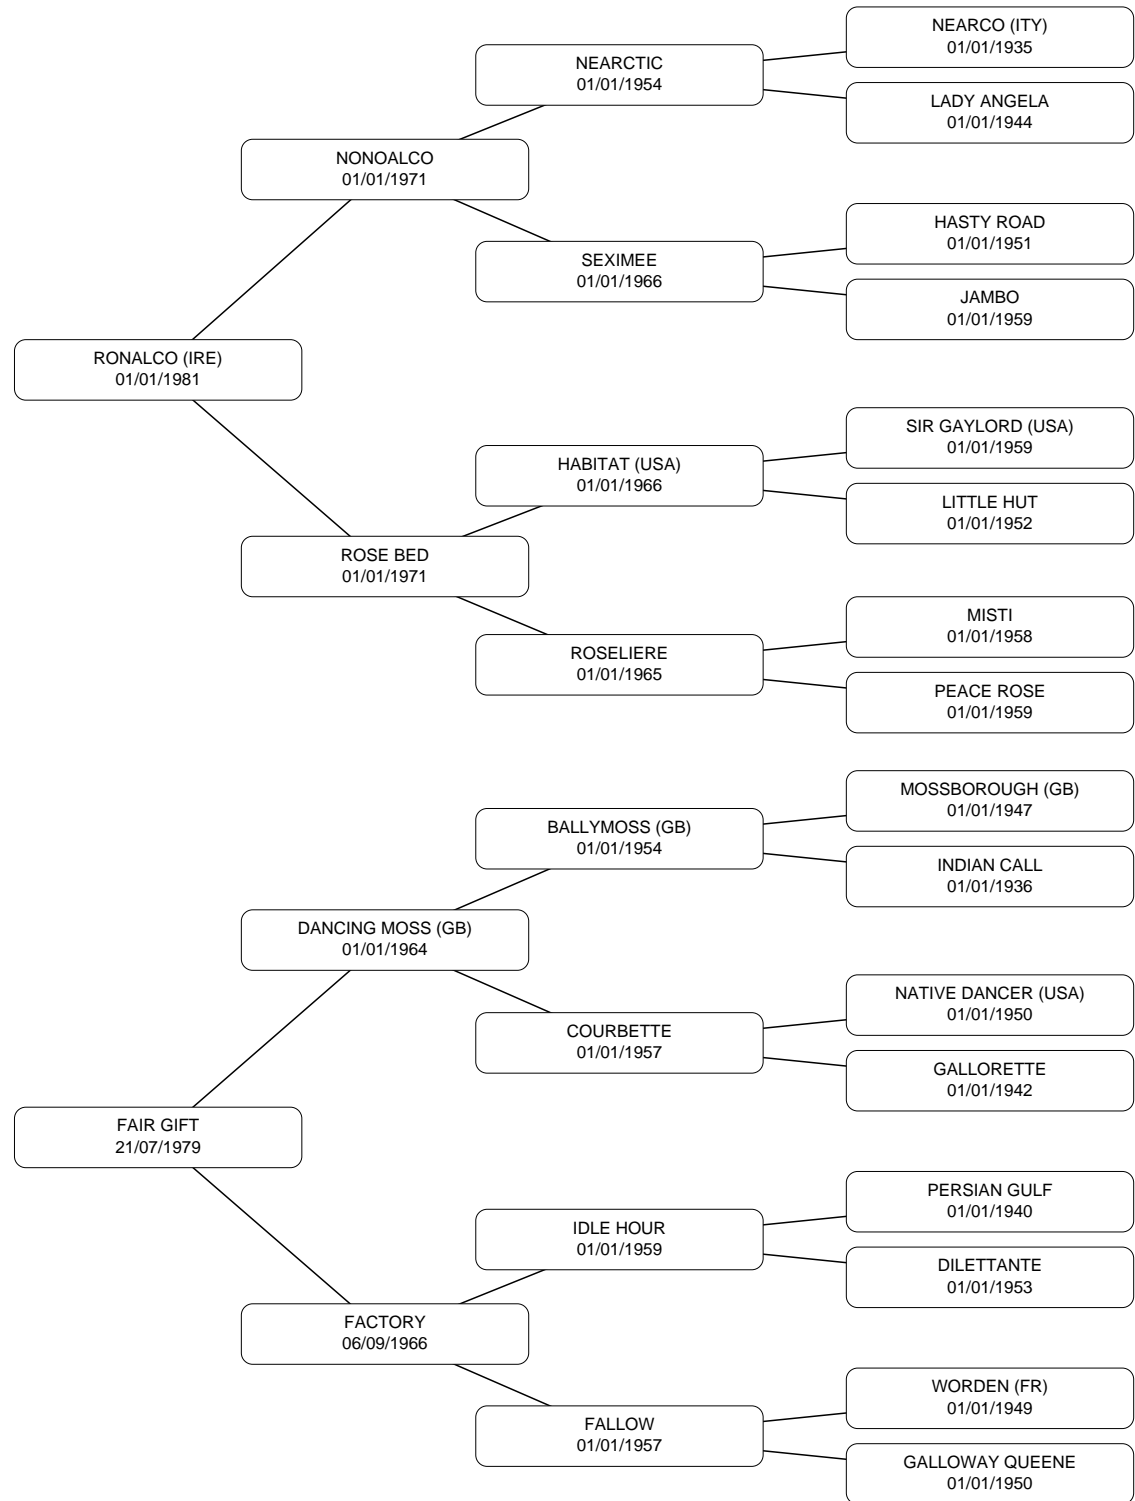 NEARCO (ITY)
01/01/1935
NEARCTIC
01/01/1954
LADY ANGELA
01/01/1944
NONOALCO
01/01/1971
HASTY ROAD
01/01/1951
SEXIMEE
01/01/1966
JAMBO
01/01/1959
RONALCO (IRE)
01/01/1981
SIR GAYLORD (USA)
01/01/1959
HABITAT (USA)
01/01/1966
LITTLE HUT
01/01/1952
ROSE BED
01/01/1971
MISTI
01/01/1958
ROSELIERE
01/01/1965
PEACE ROSE
01/01/1959
MOSSBOROUGH (GB)
01/01/1947
BALLYMOSS (GB)
01/01/1954
INDIAN CALL
01/01/1936
DANCING MOSS (GB)
01/01/1964
NATIVE DANCER (USA)
01/01/1950
COURBETTE
01/01/1957
GALLORETTE
01/01/1942
FAIR GIFT
21/07/1979
PERSIAN GULF
01/01/1940
IDLE HOUR
01/01/1959
DILETTANTE
01/01/1953
FACTORY
06/09/1966
WORDEN (FR)
01/01/1949
FALLOW
01/01/1957
GALLOWAY QUEENE
01/01/1950